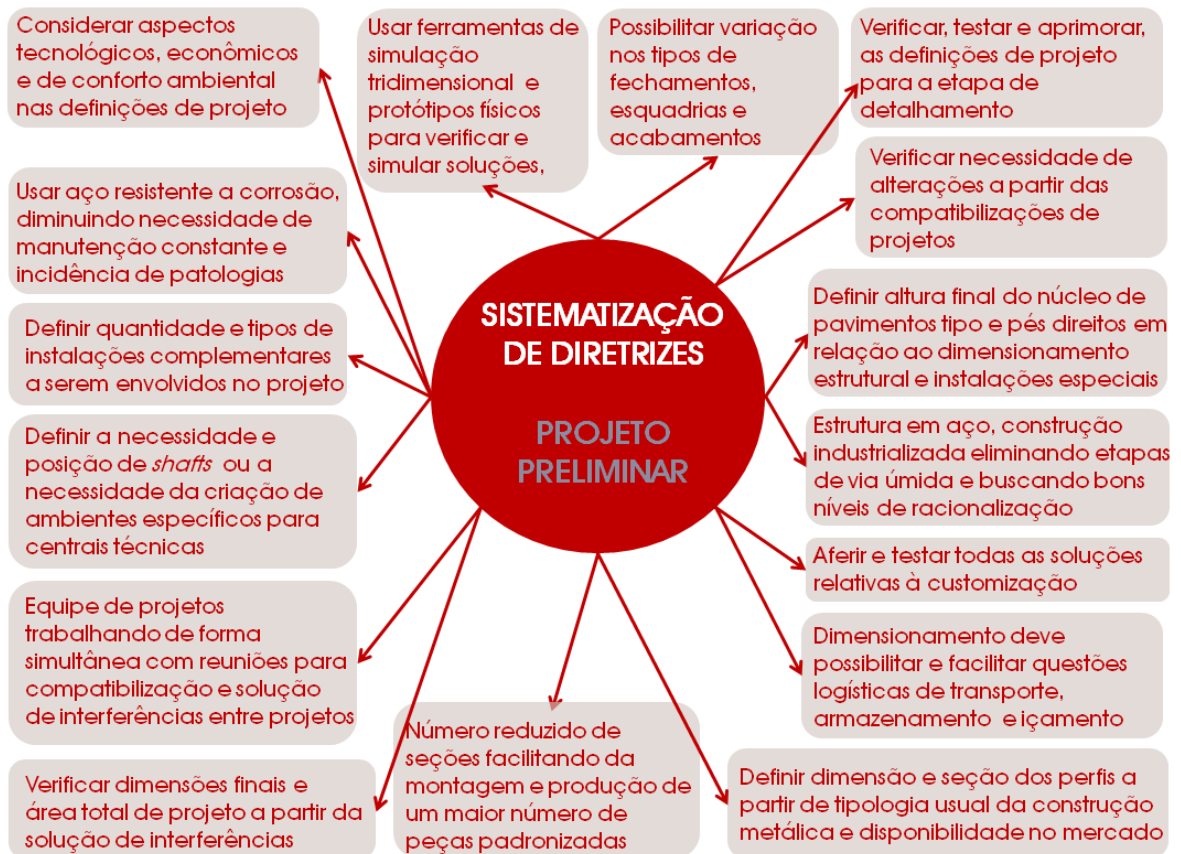 Considerar aspectos
tecnológicos, econômicos
e de conforto ambiental
nas definições de projeto
Usar ferramentas de
simulação
tridimensional e
protótipos físicos
para verificar e
simular soluções,
Possibilitar variação
nos tipos de
fechamentos,
esquadrias e
acabamentos
Verificar, testar e aprimorar,
as definições de projeto
para a etapa de
detalhamento
Usar aço resistente a corrosão,
diminuindo necessidade de
manutenção constante e
incidência de patologias
Verificar necessidade de
alterações a partir das
compatibilizações de
projetos
SISTEMATIZAÇÃO
DE DIRETRIZES
PROJETO
PRELIMINAR
Definir quantidade e tipos de
instalações complementares
a serem envolvidos no projeto
Definir altura final do núcleo de
pavimentos tipo e pés direitos em
relação ao dimensionamento
estrutural e instalações especiais
Definir a necessidade e
posição de shafts ou a
necessidade da criação de
ambientes específicos para
centrais técnicas
Estrutura em aço, construção
industrializada eliminando etapas
de via úmida e buscando bons
níveis de racionalização
Aferir e testar todas as soluções
relativas à customização
Equipe de projetos
trabalhando de forma
simultânea com reuniões para
compatibilização e solução
de interferências entre projetos
Dimensionamento deve
possibilitar e facilitar questões
logísticas de transporte,
armazenamento e içamento
Verificar dimensões finais e
área total de projeto a partir da
solução de interferências
Número reduzido de
seções facilitando da
montagem e produção de
um maior número de
peças padronizadas
Definir dimensão e seção dos perfis a
partir de tipologia usual da construção
metálica e disponibilidade no mercado